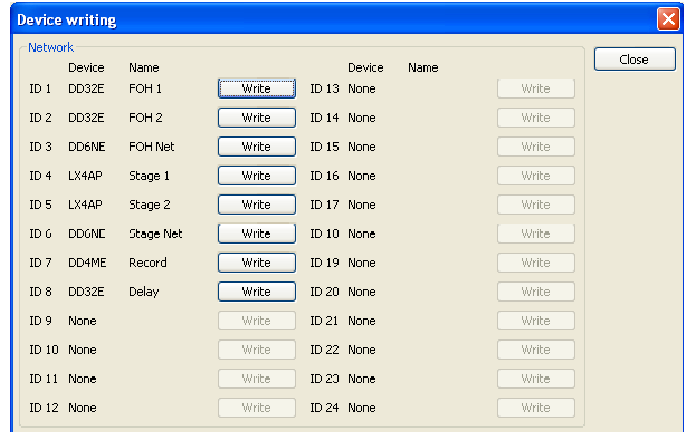 Device writing
Network
Device Name Device Name
ID 1 DD32E FOH 1 Write ID 13 None Write
ID 2 DD32E FOH 2 Write ID 14 None Write
ID 3 DD6NE FOH Net Write ID 15 None Write
ID 4 LX4AP Stage 1 Write ID 16 None Write
ID 5 LX4AP Stage 2 Write ID 17 None Write
ID 6 DD6NE Stage Net Write ID 18 None Write
ID 7 DD4ME Record Write ID 19 None Write
ID 8 DD32E Delay Write ID 20 None Write
ID 9 None Write ID 21 None Write
ID 10 None Write ID 22 None Write
ID 11 None Write ID 23 None Write
ID 12 None Write ID 24 None Write
Close